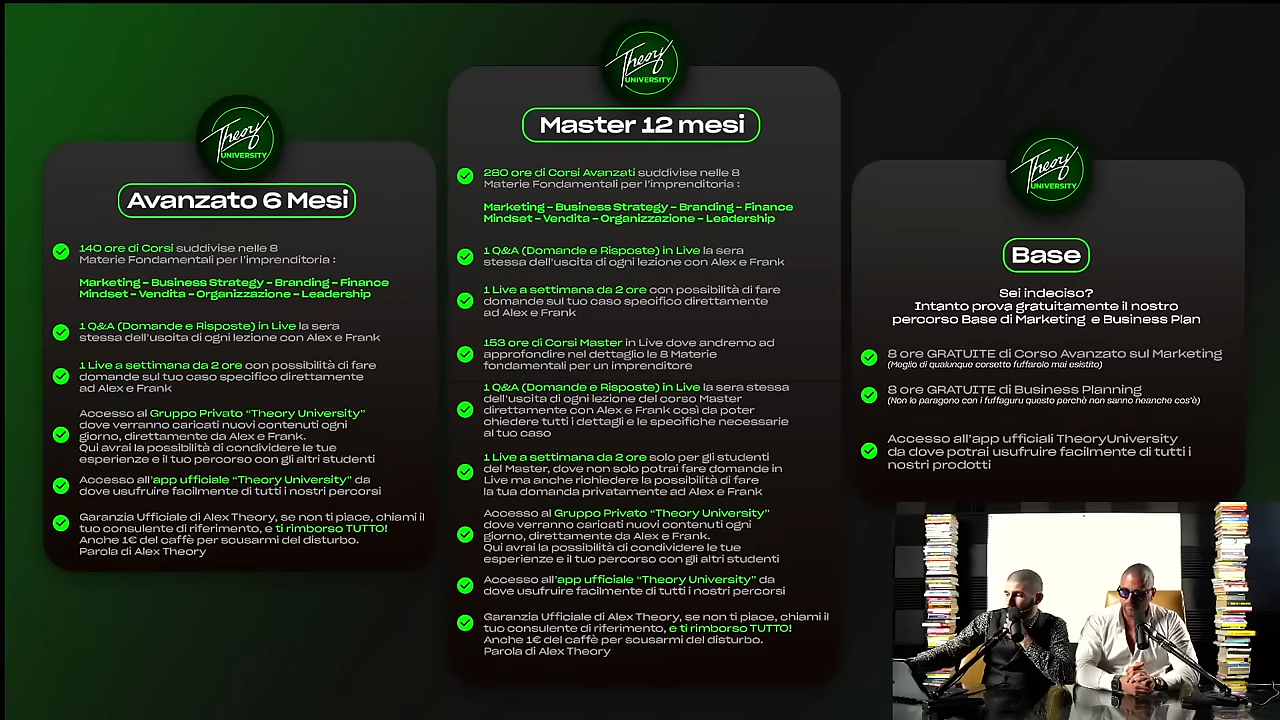 Theory
UNIVERSITY
Avanzato 6 Mesi
140 ore di Corsi suddivise nelle 8
Materie Fondamentali per l'imprenditoria :
Marketing – Business Strategy – Branding – Finance
Mindset – Vendita – Organizzazione – Leadership
1 Q&A (Domande e Risposte) in Live la sera
stessa dell'uscita di ogni lezione con Alex e Frank
1 Live a settimana da 2 ore con possibilità di fare
domande sul tuo caso specifico direttamente
ad Alex e Frank
Accesso al Gruppo Privato "Theory University"
dove verranno caricati nuovi contenuti ogni
giorno, direttamente da Alex e Frank.
Qui avrai la possibilità di condividere le tue
esperienze e il tuo percorso con gli altri studenti
Accesso all'app ufficiale "Theory University" da
dove usufruire facilmente di tutti i nostri percorsi
Garanzia Ufficiale di Alex Theory, se non ti piace, chiami il
tuo consulente di riferimento, e ti rimborso TUTTO!
Anche 1€ del caffè per scusarmi del disturbo.
Parola di Alex Theory
Theory
UNIVERSITY
Master 12 mesi
280 ore di Corsi Avanzati suddivise nelle 8
Materie Fondamentali per l'imprenditoria :
Marketing – Business Strategy – Branding – Finance
Mindset – Vendita – Organizzazione – Leadership
1 Q&A (Domande e Risposte) in Live la sera
stessa dell'uscita di ogni lezione con Alex e Frank
1 Live a settimana da 2 ore con possibilità di fare
domande sul tuo caso specifico direttamente
ad Alex e Frank
153 ore di Corsi Master in Live dove andremo ad
approfondire nel dettaglio le 8 Materie
fondamentali per un imprenditore
1 Q&A (Domande e Risposte) in Live la sera stessa
dell'uscita di ogni lezione del corso Master
direttamente con Alex e Frank così da poter
chiedere tutti i dettagli e le specifiche necessarie
al tuo caso
1 Live a settimana da 2 ore solo per gli studenti
del Master, dove non solo potrai fare domande in
Live ma anche richiedere la possibilità di fare
la tua domanda privatamente ad Alex e Frank
Accesso al Gruppo Privato "Theory University"
dove verranno caricati nuovi contenuti ogni
giorno, direttamente da Alex e Frank.
Qui avrai la possibilità di condividere le tue
esperienze e il tuo percorso con gli altri studenti
Accesso all'app ufficiale "Theory University" da
dove usufruire facilmente di tutti i nostri percorsi
Garanzia Ufficiale di Alex Theory, se non ti piace, chiami il
tuo consulente di riferimento, e ti rimborso TUTTO!
Anche 1€ del caffè per scusarmi del disturbo.
Parola di Alex Theory
Theory
UNIVERSITY
Base
Sei indeciso?
Intanto prova gratuitamente il nostro
percorso Base di Marketing e Business Plan
8 ore GRATUITE di Corso Avanzato sul Marketing
(Meglio di qualunque corsetto fuffarolo mai esistito)
8 ore GRATUITE di Business Planning
(Non lo paragono con i fuffaguru questo perchè non sanno neanche cos'è)
Accesso all'app ufficiali TheoryUniversity
da dove potrai usufruire facilmente di tutti i
nostri prodotti